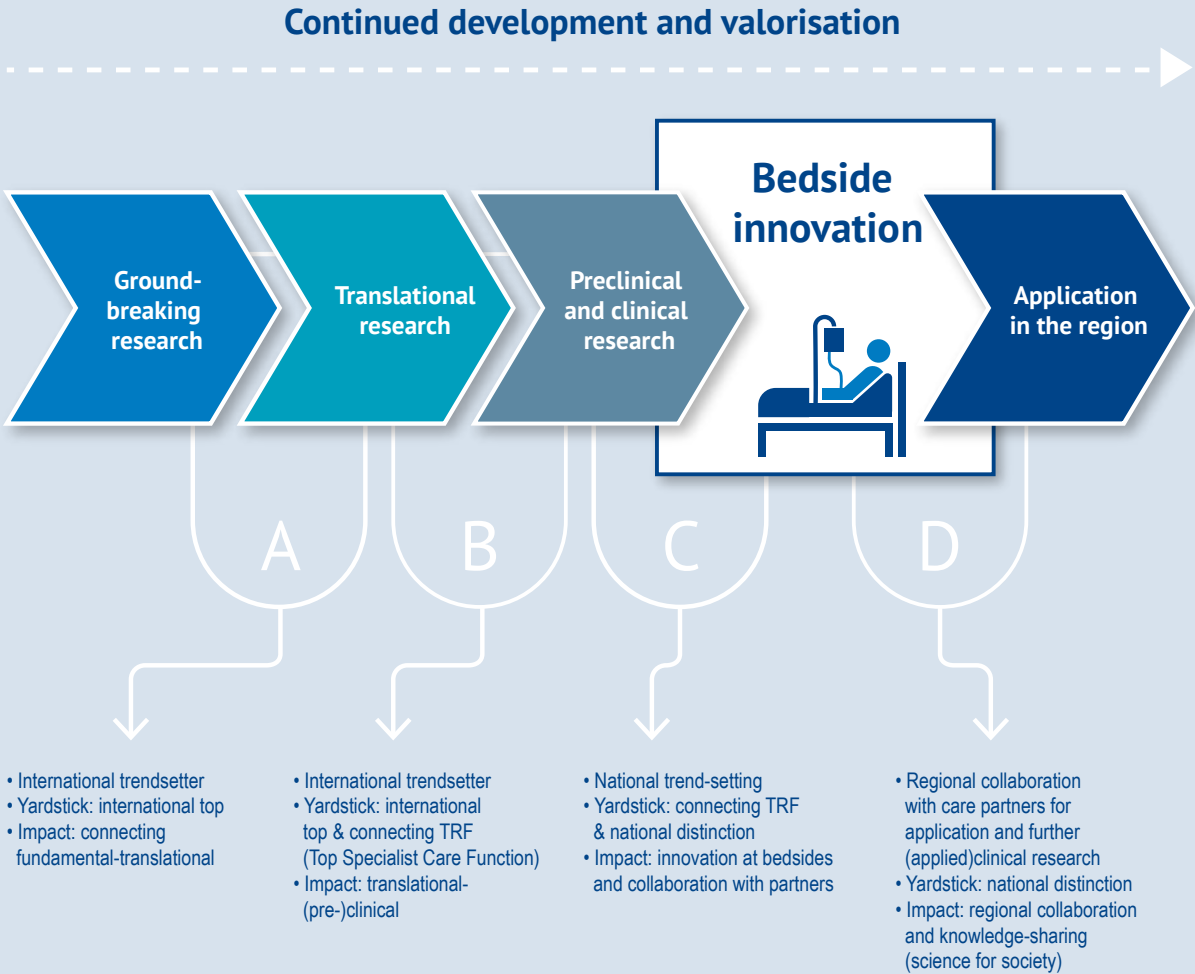 Continued development and valorisation
Ground-
breaking
research
Translational
research
Preclinical
and clinical
research
Bedside
innovation
Application
in the region
A
B
C
D
• International trendsetter
• Yardstick: international top
• Impact: connecting
fundamental-translational
• International trendsetter
• Yardstick: international
top & connecting TRF
(Top Specialist Care Function)
• Impact: translational-
(pre-)clinical
• National trend-setting
• Yardstick: connecting TRF
& national distinction
• Impact: innovation at bedsides
and collaboration with partners
• Regional collaboration
with care partners for
application and further
(applied)clinical research
• Yardstick: national distinction
• Impact: regional collaboration
and knowledge-sharing
(science for society)